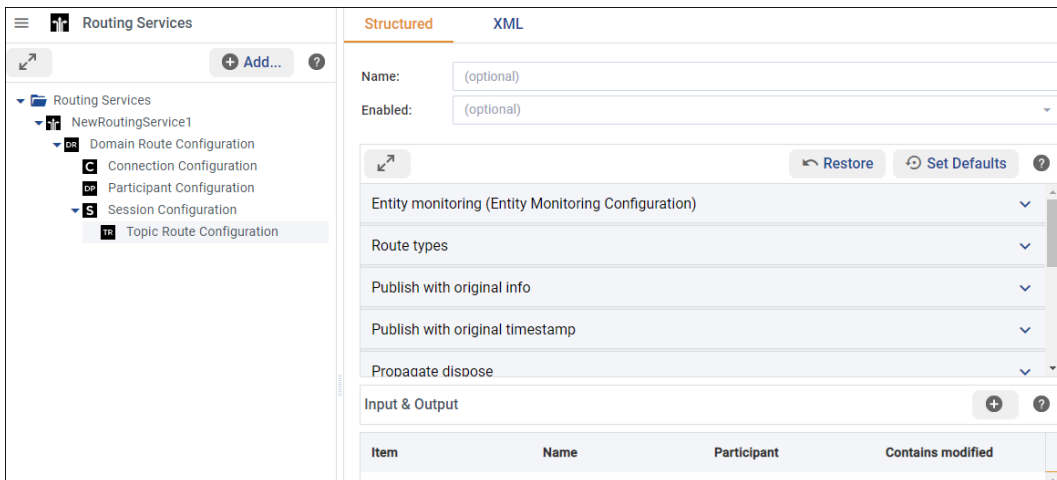 Routing Services
Structured XML
Add... ?
Name: (optional)
Enabled: (optional)
Routing Services
NewRoutingService1
DR Domain Route Configuration
C Connection Configuration
DP Participant Configuration
S Session Configuration
TR Topic Route Configuration
Restore Set Defaults ?
Entity monitoring (Entity Monitoring Configuration)
Route types
Publish with original info
Publish with original timestamp
Propagate dispose
Input & Output ?
Item Name Participant Contains modified